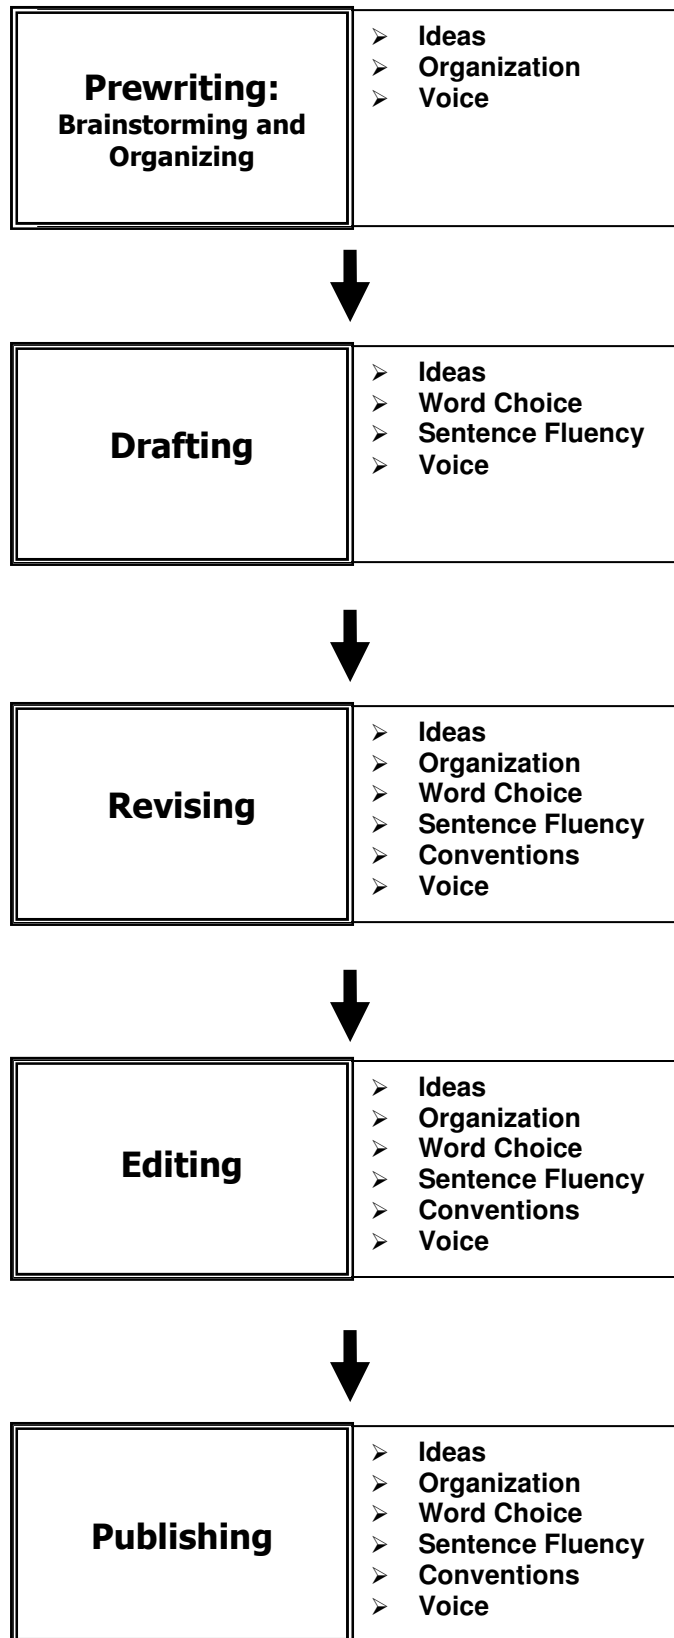 Prewriting:
Brainstorming and
Organizing
➢ Ideas
➢ Organization
➢ Voice
Drafting
➢ Ideas
➢ Word Choice
➢ Sentence Fluency
➢ Voice
Revising
➢ Ideas
➢ Organization
➢ Word Choice
➢ Sentence Fluency
➢ Conventions
➢ Voice
Editing
➢ Ideas
➢ Organization
➢ Word Choice
➢ Sentence Fluency
➢ Conventions
➢ Voice
Publishing
➢ Ideas
➢ Organization
➢ Word Choice
➢ Sentence Fluency
➢ Conventions
➢ Voice